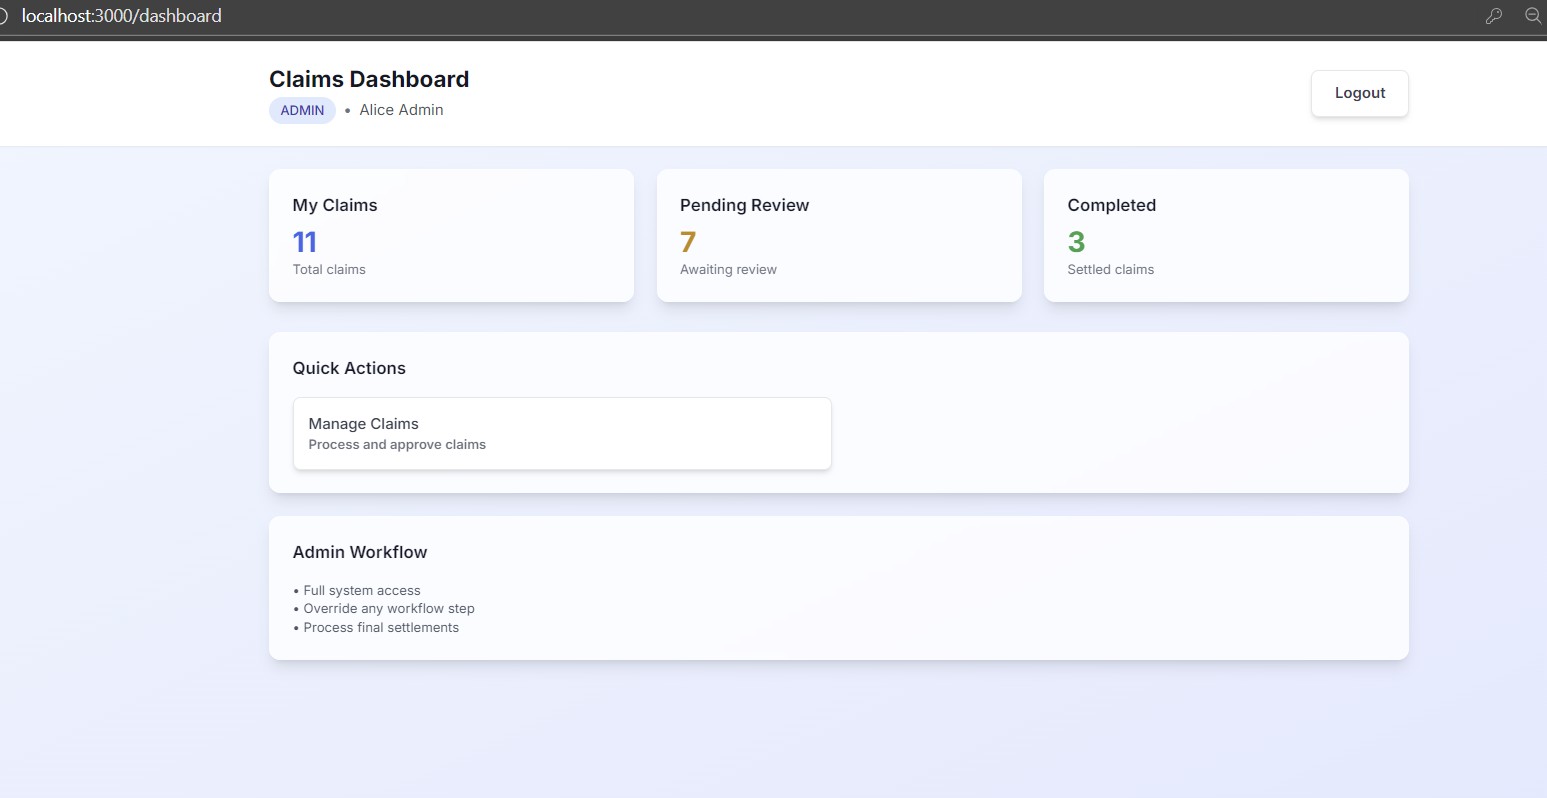 localhost:3000/dashboard
Claims Dashboard
ADMIN • Alice Admin
Logout
My Claims
11
Total claims
Pending Review
7
Awaiting review
Completed
3
Settled claims
Quick Actions
Manage Claims
Process and approve claims
Admin Workflow
• Full system access
• Override any workflow step
• Process final settlements